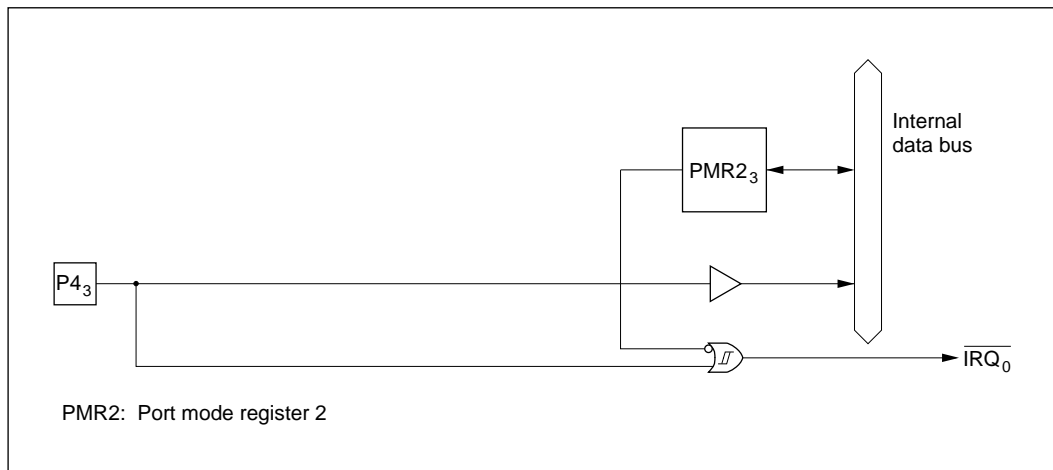 Internal
data bus
PMR2₃
P4₃
IRQ₀
PMR2: Port mode register 2